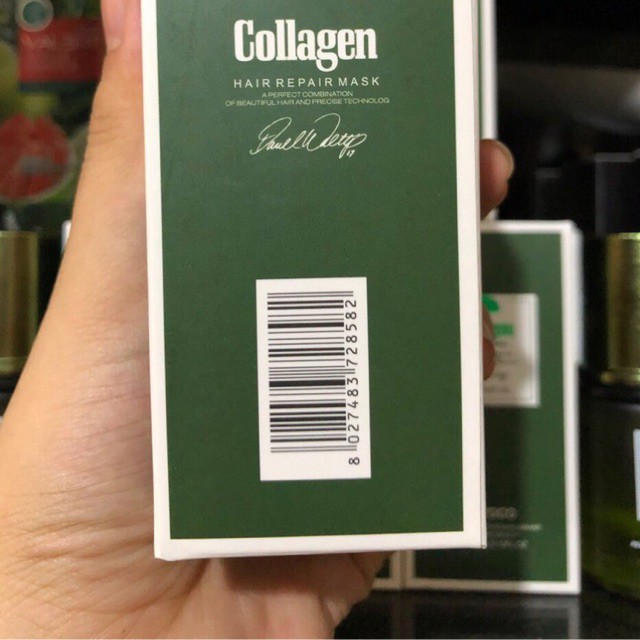 Collagen
HAIR REPAIR MASK
A PERFECT COMBINATION
OF BEAUTIFUL HAIR AND PRECISE TECHNOLOG
8 027483 728582